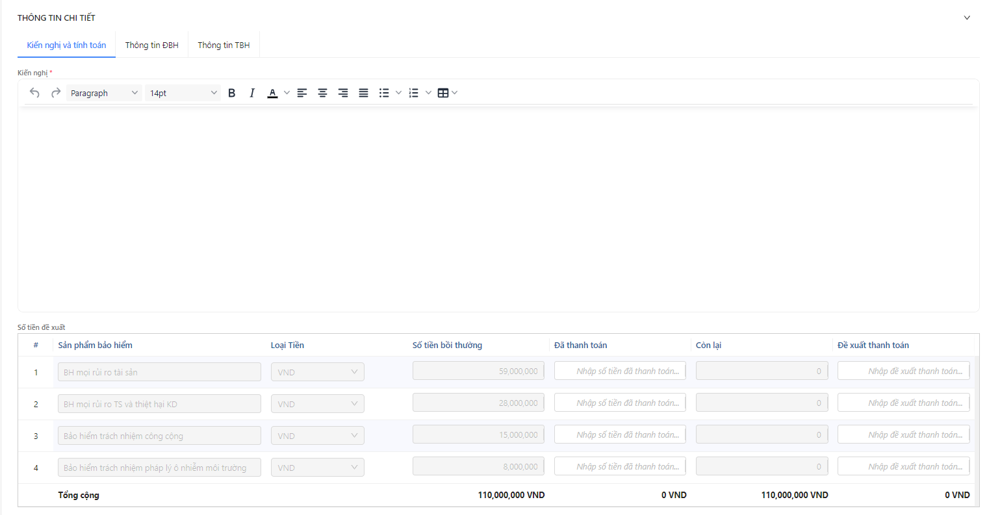 THÔNG TIN CHI TIẾT
Kiến nghị và tính toán Thông tin ĐBH Thông tin TBH
Kiến nghị *
Paragraph 14pt B I A
Số tiền đề xuất
# Sản phẩm bảo hiểm Loại Tiền Số tiền bồi thường Đã thanh toán Còn lại Đề xuất thanh toán
1 BH mọi rủi ro tài sản VND 59,000,000 Nhập số tiền đã thanh toán... 0 Nhập đề xuất thanh toán...
2 BH mọi rủi ro TS và thiệt hại KD VND 28,000,000 Nhập số tiền đã thanh toán... 0 Nhập đề xuất thanh toán...
3 Bảo hiểm trách nhiệm công cộng VND 15,000,000 Nhập số tiền đã thanh toán... 0 Nhập đề xuất thanh toán...
4 Bảo hiểm trách nhiệm pháp lý ô nhiễm môi trường VND 8,000,000 Nhập số tiền đã thanh toán... 0 Nhập đề xuất thanh toán...
Tổng cộng 110,000,000 VND 0 VND 110,000,000 VND 0 VND